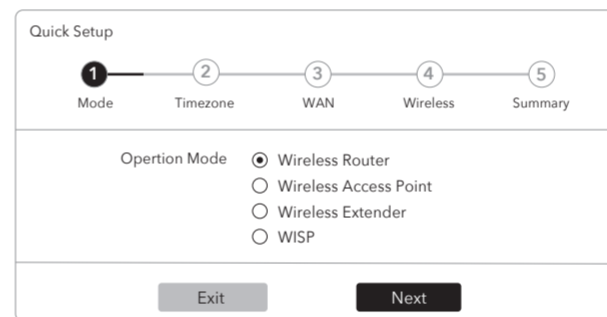 Quick Setup
1 2 3 4 5
Mode Timezone WAN Wireless Summary
Opertion Mode Wireless Router
Wireless Access Point
Wireless Extender
WISP
Exit Next